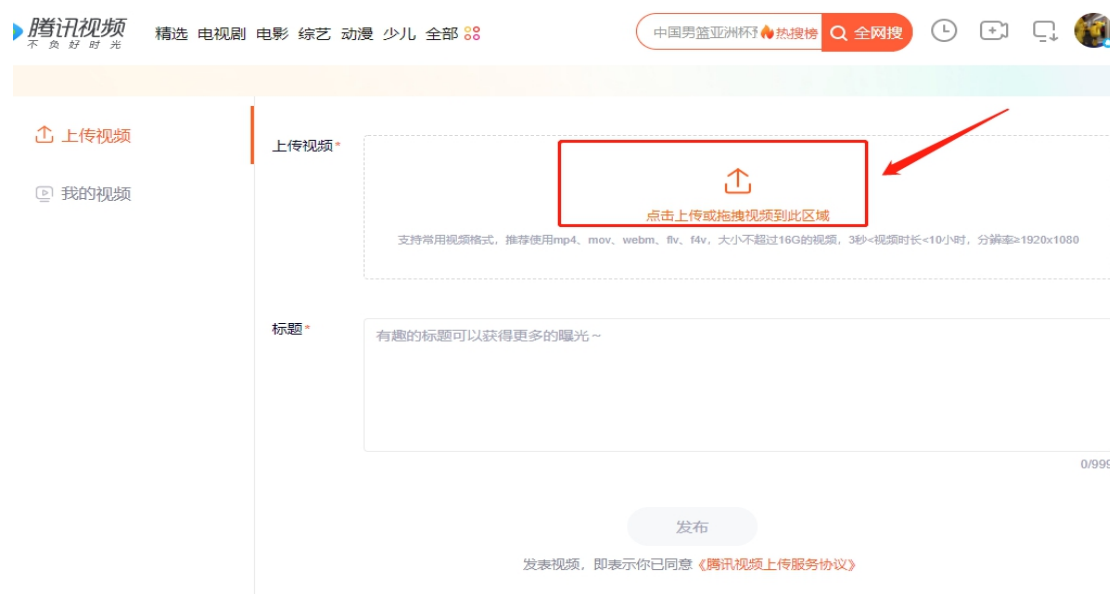 腾讯视频
不负好时光
精选 电视剧 电影 综艺 动漫 少儿 全部
中国男篮亚洲杯 热搜榜 全网搜
上传视频
我的视频
上传视频*
点击上传或拖拽视频到此区域
支持常用视频格式，推荐使用mp4、mov、webm、flv、f4v，大小不超过16G的视频，3秒<视频时长<10小时，分辨率≥1920x1080
标题*
有趣的标题可以获得更多的曝光～
0/999
发布
发表视频，即表示你已同意《腾讯视频上传服务协议》